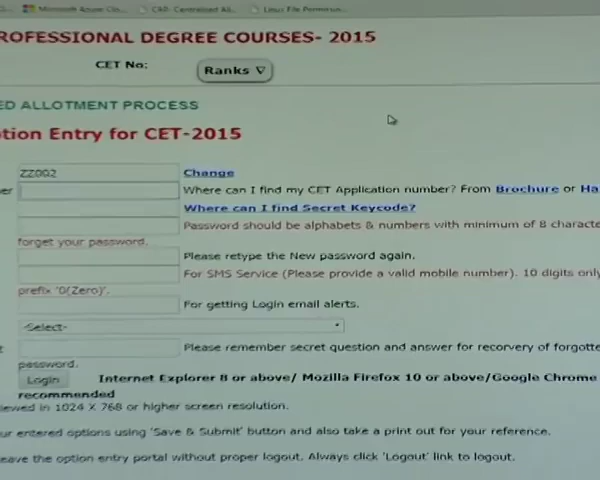 Microsoft Azure Clo... CAP- Centralised Al... Linux File Permission...
ROFESSIONAL DEGREE COURSES- 2015
CET No:
Ranks ∇
ED ALLOTMENT PROCESS
tion Entry for CET-2015
ZZ002 Change
er Where can I find my CET Application number? From Brochure or Ha
Where can I find Secret Keycode?
Password should be alphabets & numbers with minimum of 8 characte
forget your password.
Please retype the New password again.
For SMS Service (Please provide a valid mobile number). 10 digits only
prefix '0(Zero)'.
For getting Login email alerts.
-Select-
t Please remember secret question and answer for recorvery of forgotte
password.
Login Internet Explorer 8 or above/ Mozilla Firefox 10 or above/Google Chrome
recommended
iewed in 1024 X 768 or higher screen resolution.
ur entered options using 'Save & Submit' button and also take a print out for your reference.
eave the option entry portal without proper logout. Always click 'Logout' link to logout.